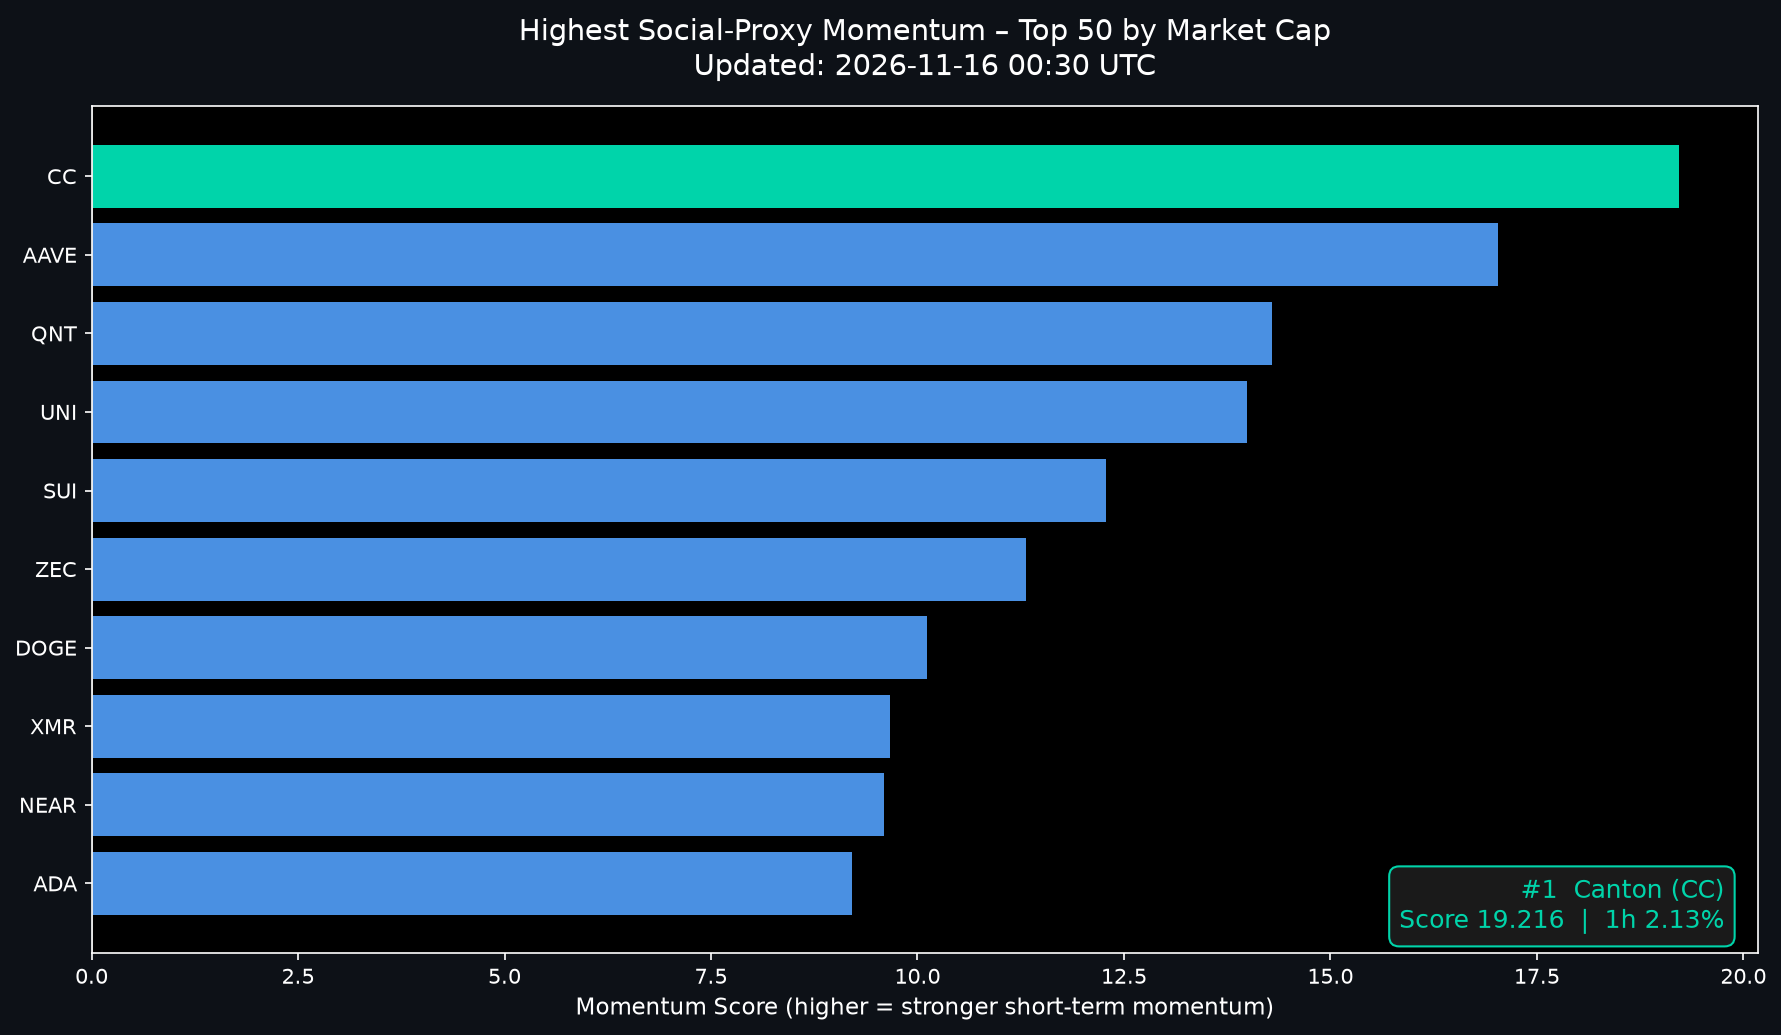 Highest Social-Proxy Momentum – Top 50 by Market Cap
Updated: 2026-11-16 00:30 UTC
CC
AAVE
QNT
UNI
SUI
ZEC
DOGE
XMR
NEAR
ADA
#1  Canton (CC)
Score 19.216  |  1h 2.13%
0.0
2.5
5.0
7.5
10.0
12.5
15.0
17.5
20.0
Momentum Score (higher = stronger short-term momentum)